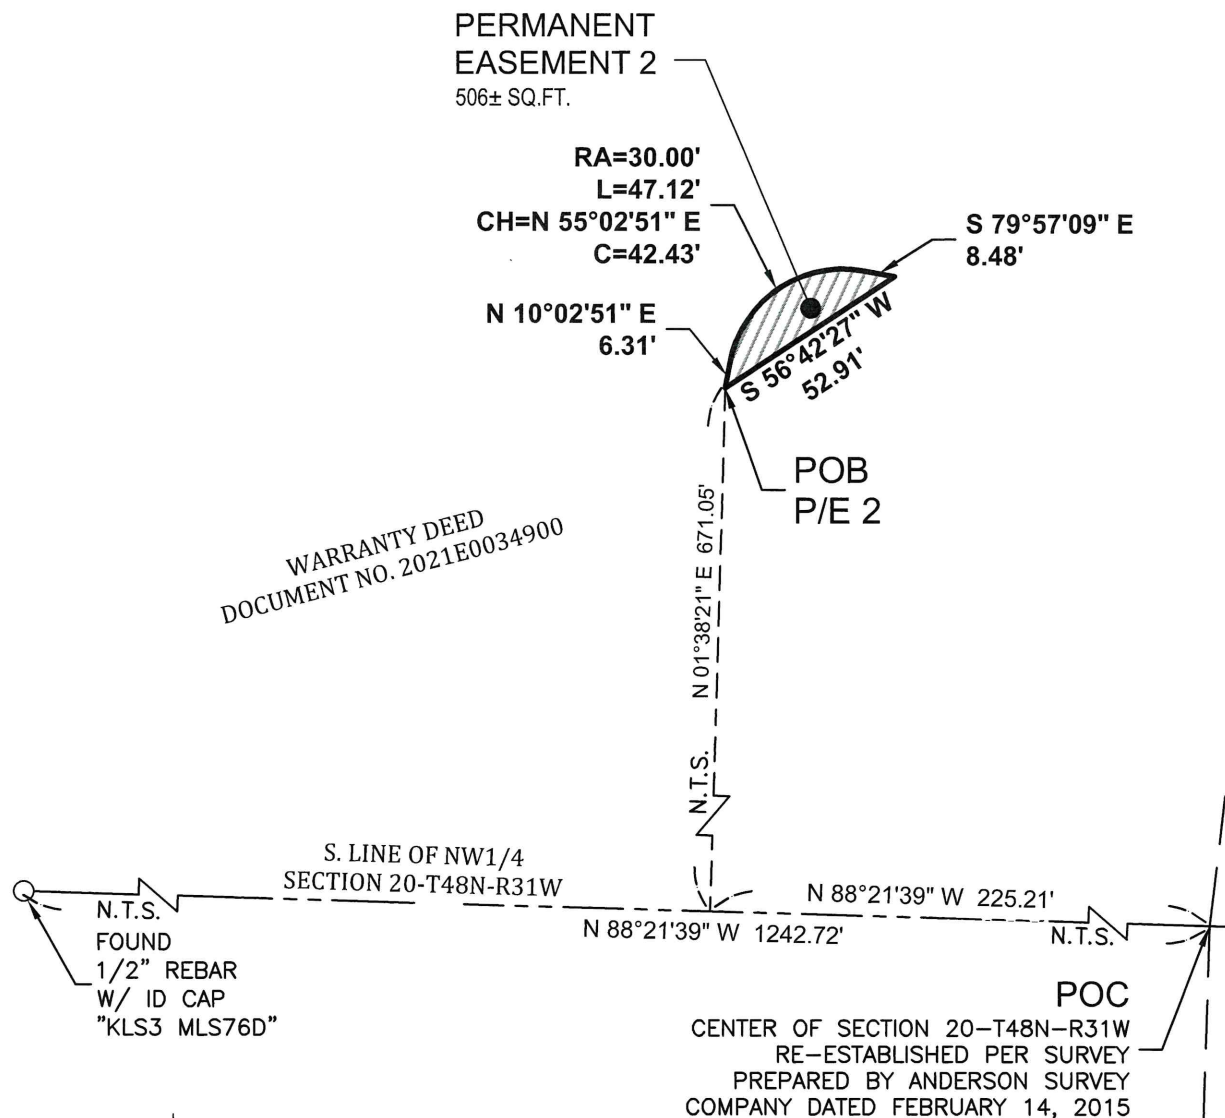 PERMANENT
EASEMENT 2
506± SQ.FT.
RA=30.00'
L=47.12'
CH=N 55°02'51" E
C=42.43'
S 79°57'09" E
8.48'
N 10°02'51" E
6.31'
S 56°42'27" W
52.91'
POB
P/E 2
N 01°38'21" E 671.05'
WARRANTY DEED
DOCUMENT NO. 2021E0034900
N.T.S.
S. LINE OF NW1/4
SECTION 20-T48N-R31W
N 88°21'39" W 225.21'
N 88°21'39" W 1242.72'
N.T.S.
N.T.S.
FOUND
1/2" REBAR
W/ ID CAP
"KLS3 MLS76D"
POC
CENTER OF SECTION 20-T48N-R31W
RE-ESTABLISHED PER SURVEY
PREPARED BY ANDERSON SURVEY
COMPANY DATED FEBRUARY 14, 2015